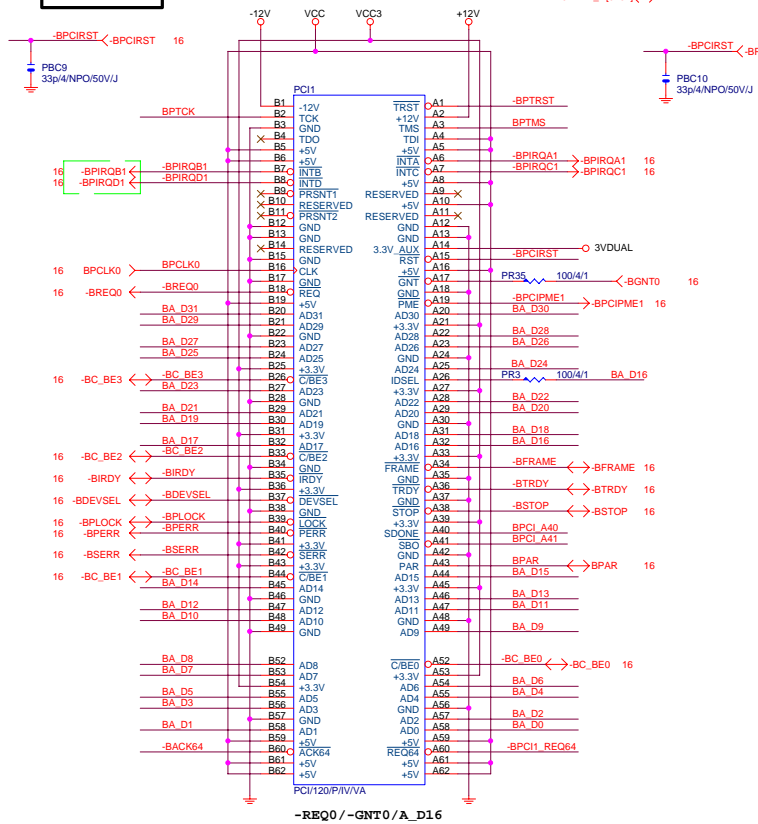 -12V VCC VCC3 +12V
-BPCIRST -BPCIRST 16
PBC9
33p/4/NPO/50V/J
-BPCIRST
PBC10
33p/4/NPO/50V/J
PCI1
B1 -12V TRST A1 -BPTRST
BPTCK B2 TCK +12V A2
B3 GND TMS A3 BPTMS
B4 TDO TDI A4
B5 +5V +5V A5
B6 +5V INTA A6 -BPIRQA1 -BPIRQA1 16
16 -BPIRQB1 -BPIRQB1 B7 INTB INTC A7 -BPIRQC1 -BPIRQC1 16
16 -BPIRQD1 -BPIRQD1 B8 INTD +5V A8
B9 PRSNT1 RESERVED A9
B10 RESERVED +5V A10
B11 PRSNT2 RESERVED A11
B12 GND GND A12
B13 GND GND A13
B14 RESERVED 3.3V_AUX A14 3VDUAL
B15 GND RST A15 -BPCIRST
16 BPCLK0 BPCLK0 B16 CLK +5V A16
B17 GND GNT A17 PR35 100/4/1 -BGNT0 16
16 -BREQ0 -BREQ0 B18 REQ GND A18
B19 +5V PME A19 -BPCIPME1 -BPCIPME1 16
BA_D31 B20 AD31 AD30 A20 BA_D30
BA_D29 B21 AD29 +3.3V A21
B22 GND AD28 A22 BA_D28
BA_D27 B23 AD27 AD26 A23 BA_D26
BA_D25 B24 AD25 GND A24
B25 +3.3V AD24 A25 BA_D24
16 -BC_BE3 -BC_BE3 B26 C/BE3 IDSEL A26 PR3 100/4/1 BA_D16
BA_D23 B27 AD23 +3.3V A27
B28 GND AD22 A28 BA_D22
BA_D21 B29 AD21 AD20 A29 BA_D20
BA_D19 B30 AD19 GND A30
B31 +3.3V AD18 A31 BA_D18
BA_D17 B32 AD17 AD16 A32 BA_D16
16 -BC_BE2 -BC_BE2 B33 C/BE2 +3.3V A33
B34 GND FRAME A34 -BFRAME -BFRAME 16
16 -BIRDY -BIRDY B35 IRDY GND A35
B36 +3.3V TRDY A36 -BTRDY -BTRDY 16
16 -BDEVSEL -BDEVSEL B37 DEVSEL GND A37
B38 GND STOP A38 -BSTOP -BSTOP 16
16 -BPLOCK -BPLOCK B39 LOCK +3.3V A39
16 -BPERR -BPERR B40 PERR SDONE A40 BPCI_A40
B41 +3.3V SBO A41 BPCI_A41
16 -BSERR -BSERR B42 SERR GND A42
B43 +3.3V PAR A43 BPAR BPAR 16
16 -BC_BE1 -BC_BE1 B44 C/BE1 AD15 A44 BA_D15
BA_D14 B45 AD14 +3.3V A45
B46 GND AD13 A46 BA_D13
BA_D12 B47 AD12 AD11 A47 BA_D11
BA_D10 B48 AD10 GND A48
B49 GND AD9 A49 BA_D9
BA_D8 B52 AD8 C/BE0 A52 -BC_BE0 -BC_BE0 16
BA_D7 B53 AD7 +3.3V A53
B54 +3.3V AD6 A54 BA_D6
BA_D5 B55 AD5 AD4 A55 BA_D4
BA_D3 B56 AD3 GND A56
B57 GND AD2 A57 BA_D2
BA_D1 B58 AD1 AD0 A58 BA_D0
B59 +5V +5V A59
-BACK64 B60 ACK64 REQ64 A60 -BPCI1_REQ64
B61 +5V +5V A61
B62 +5V +5V A62
PCI/120/P/IV/VA
-REQ0/-GNT0/A_D16